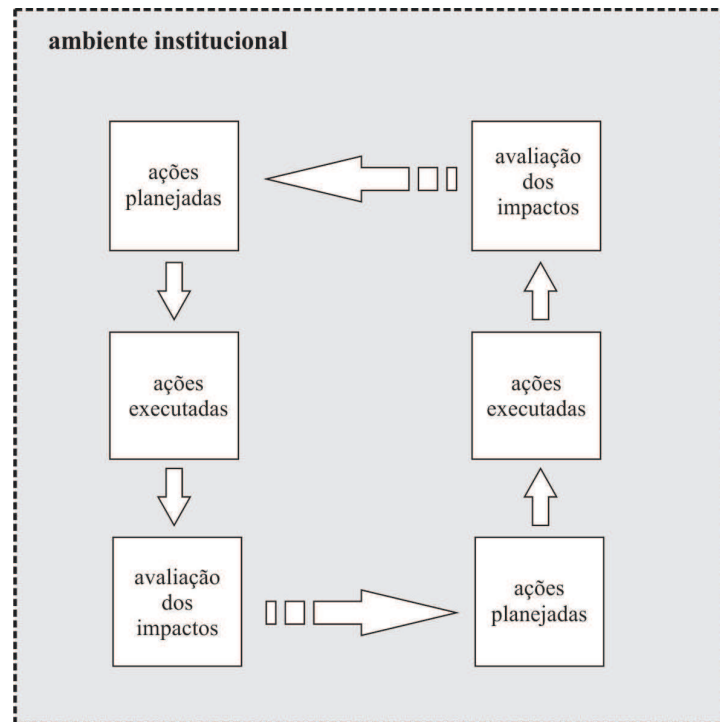 ambiente institucional
ações
planejadas
avaliação
dos
impactos
ações
executadas
ações
executadas
avaliação
dos
impactos
ações
planejadas